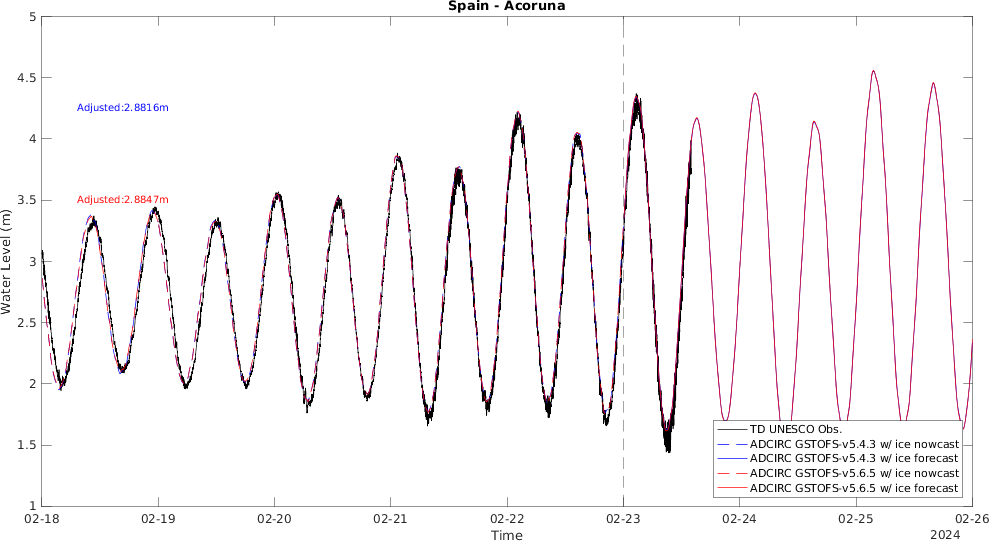 Spain - Acoruna
5
4.5
4
3.5
3
2.5
2
1.5
1
Water Level (m)
Adjusted:2.8816m
Adjusted:2.8847m
TD UNESCO Obs.
ADCIRC GSTOFS-v5.4.3 w/ ice nowcast
ADCIRC GSTOFS-v5.4.3 w/ ice forecast
ADCIRC GSTOFS-v5.6.5 w/ ice nowcast
ADCIRC GSTOFS-v5.6.5 w/ ice forecast
02-18 02-19 02-20 02-21 02-22 02-23 02-24 02-25 02-26
Time
2024